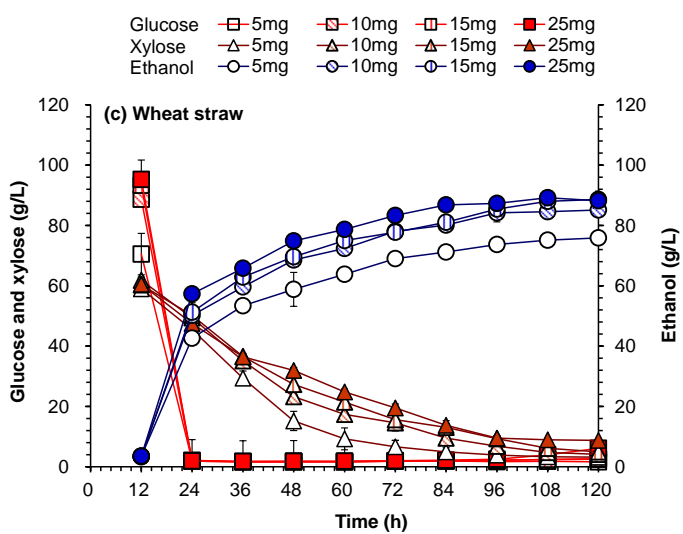 Glucose 5mg 10mg 15mg 25mg
Xylose 5mg 10mg 15mg 25mg
Ethanol 5mg 10mg 15mg 25mg
(c) Wheat straw
120 120
100 100
80 80
60 60
40 40
20 20
0 0
Glucose and xylose (g/L)
Ethanol (g/L)
0 12 24 36 48 60 72 84 96 108 120
Time (h)